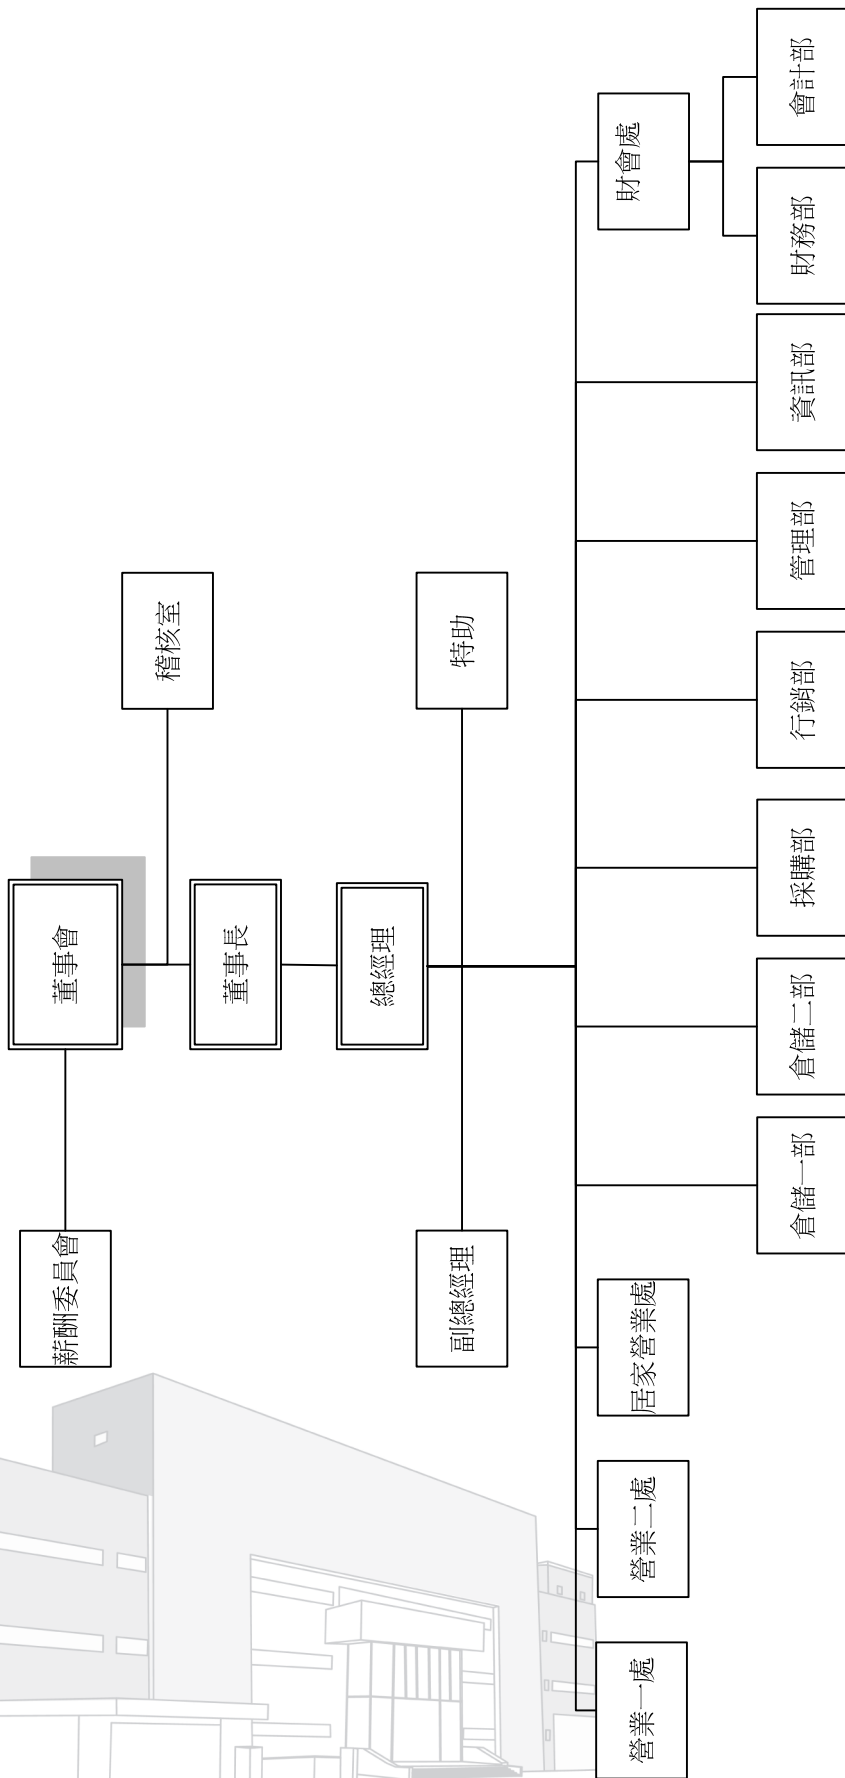 董事會
薪酬委員會
稽核室
董事長
總經理
副總經理
特助
營業一處
營業二處
居家營業處
倉儲一部
倉儲二部
採購部
行銷部
管理部
資訊部
財會處
財務部
會計部